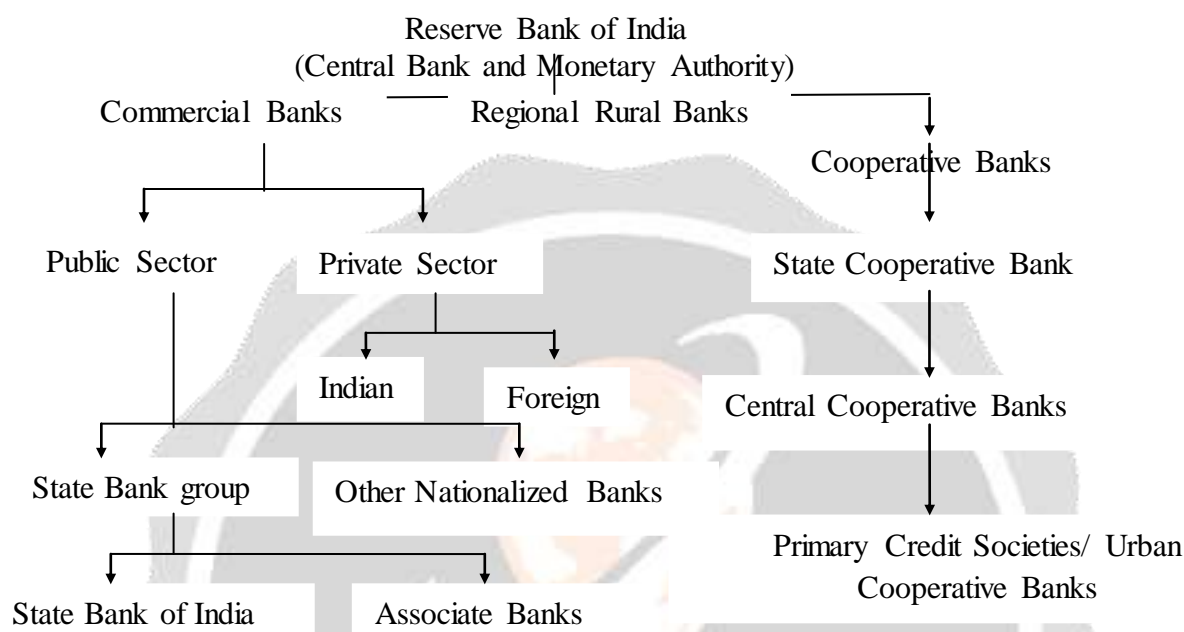 Reserve Bank of India
(Central Bank and Monetary Authority)
Commercial Banks
Regional Rural Banks
Cooperative Banks
Public Sector
Private Sector
State Cooperative Bank
Indian
Foreign
Central Cooperative Banks
State Bank group
Other Nationalized Banks
Primary Credit Societies/ Urban
Cooperative Banks
State Bank of India
Associate Banks